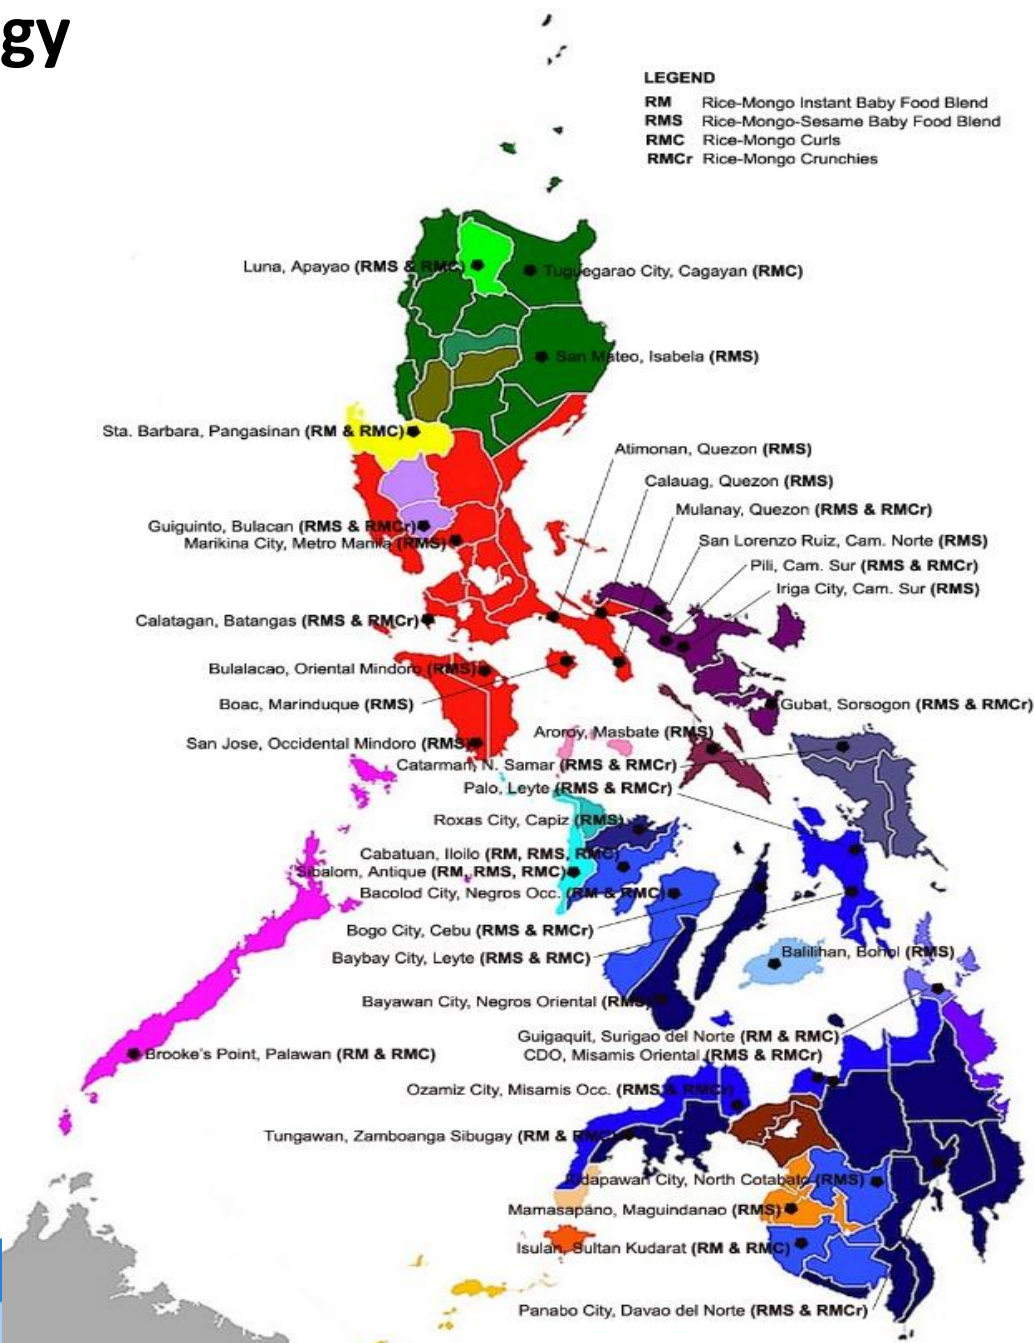 gy
LEGEND
RM Rice-Mongo Instant Baby Food Blend
RMS Rice-Mongo-Sesame Baby Food Blend
RMC Rice-Mongo Curls
RMCr Rice-Mongo Crunchies
Luna, Apayao (RMS & RMC)
Tuguegarao City, Cagayan (RMC)
San Mateo, Isabela (RMS)
Sta. Barbara, Pangasinan (RM & RMC)
Atimonan, Quezon (RMS)
Calauag, Quezon (RMS)
Mulanay, Quezon (RMS & RMCr)
Guiguinto, Bulacan (RMS & RMCr)
Marikina City, Metro Manila (RMS)
San Lorenzo Ruiz, Cam. Norte (RMS)
Pili, Cam. Sur (RMS & RMCr)
Iriga City, Cam. Sur (RMS)
Calatagan, Batangas (RMS & RMCr)
Bulalacao, Oriental Mindoro (RMS)
Boac, Marinduque (RMS)
Gubat, Sorsogon (RMS & RMCr)
San Jose, Occidental Mindoro (RMS)
Aroroy, Masbate (RMS)
Catarman, N. Samar (RMS & RMCr)
Palo, Leyte (RMS & RMCr)
Roxas City, Capiz (RMS)
Cabatuan, Iloilo (RM, RMS, RMC)
Sibalom, Antique (RM, RMS, RMC)
Bacolod City, Negros Occ. (RM & RMC)
Bogo City, Cebu (RMS & RMCr)
Baybay City, Leyte (RMS & RMC)
Balilihan, Bohol (RMS)
Bayawan City, Negros Oriental (RMS)
Guigaquit, Surigao del Norte (RM & RMC)
CDO, Misamis Oriental (RMS & RMCr)
Brooke's Point, Palawan (RM & RMC)
Ozamiz City, Misamis Occ. (RMS & RMCr)
Tungawan, Zamboanga Sibugay (RM & RMC)
City, North Cotabato (RMS)
Mamasapano, Maguindanao (RMS)
Isulan, Sultan Kudarat (RM & RMC)
Panabo City, Davao del Norte (RMS & RMCr)